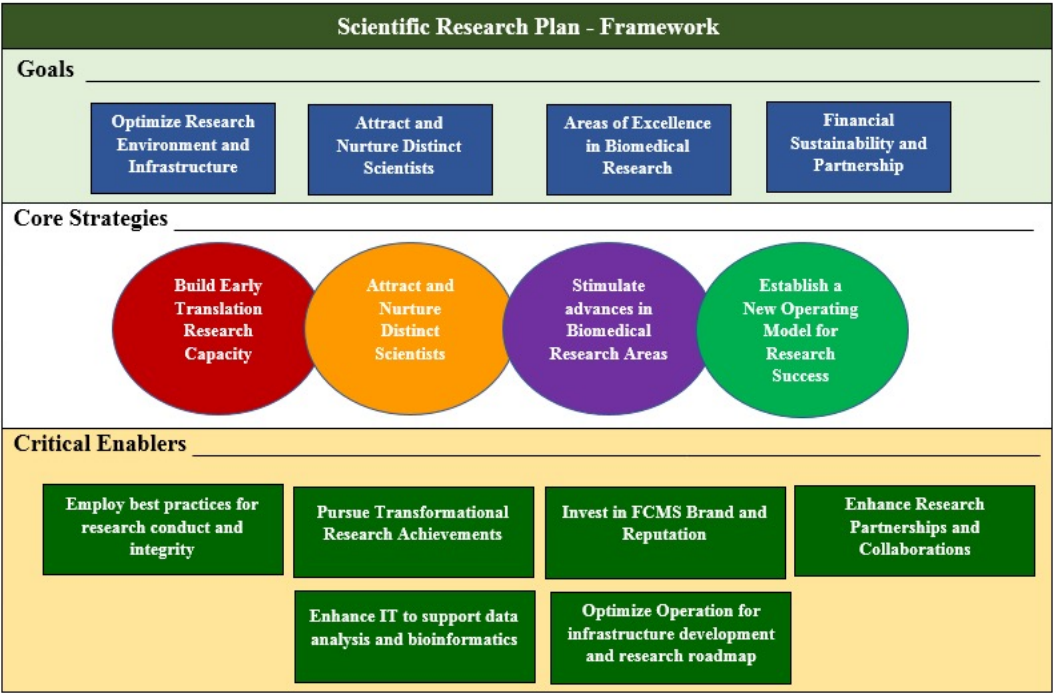 Scientific Research Plan - Framework
Goals
Optimize Research
Environment and
Infrastructure
Attract and
Nurture Distinct
Scientists
Areas of Excellence
in Biomedical
Research
Financial
Sustainability and
Partnership
Core Strategies
Build Early
Translation
Research
Capacity
Attract and
Nurture
Distinct
Scientists
Stimulate
advances in
Biomedical
Research Areas
Establish a
New Operating
Model for
Research
Success
Critical Enablers
Employ best practices for
research conduct and
integrity
Pursue Transformational
Research Achievements
Invest in FCMS Brand and
Reputation
Enhance Research
Partnerships and
Collaborations
Enhance IT to support data
analysis and bioinformatics
Optimize Operation for
infrastructure development
and research roadmap